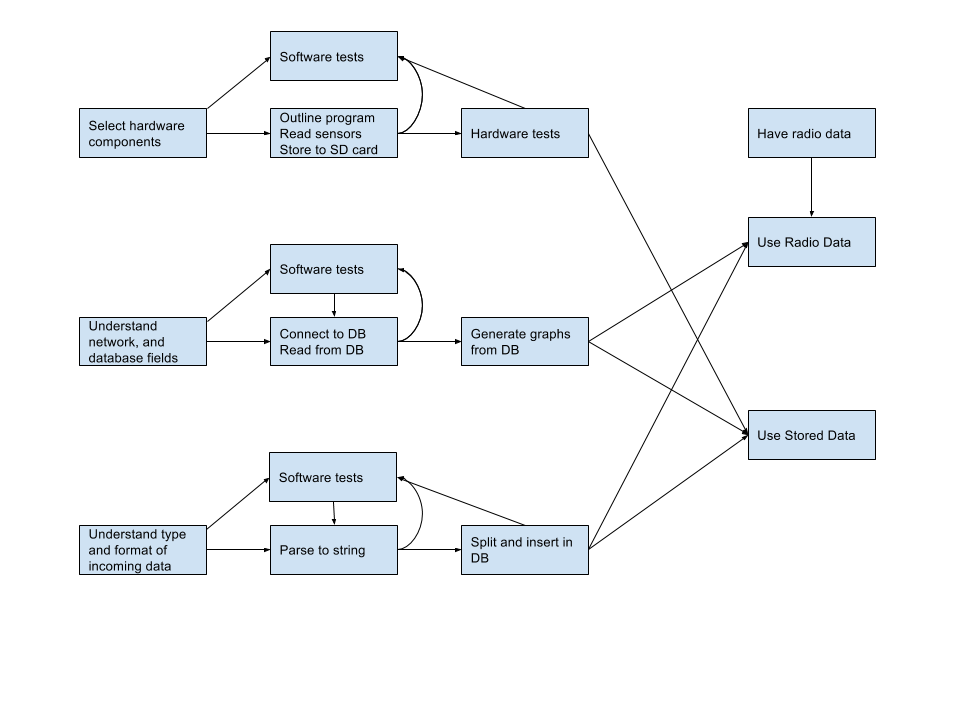 Software tests
Select hardware
components
Outline program
Read sensors
Store to SD card
Hardware tests
Have radio data
Use Radio Data
Software tests
Understand
network, and
database fields
Connect to DB
Read from DB
Generate graphs
from DB
Use Stored Data
Software tests
Understand type
and format of
incoming data
Parse to string
Split and insert in
DB